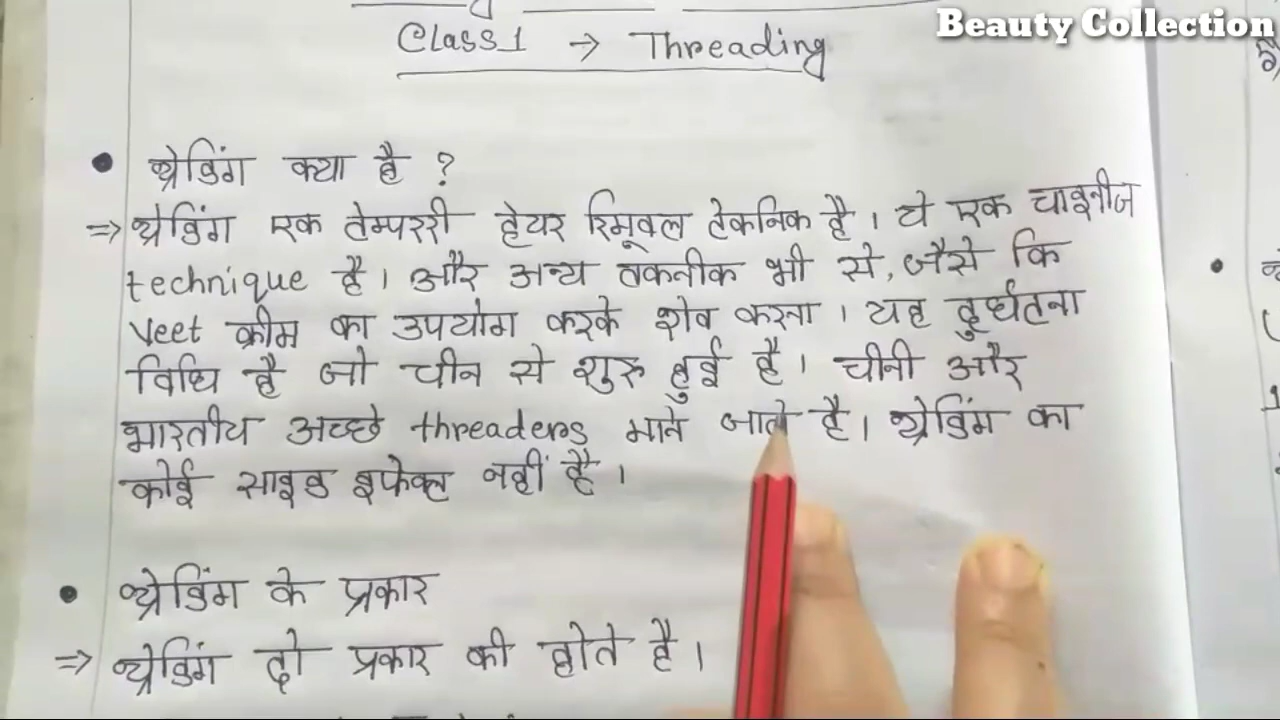 Beauty Collection
Class 1 → Threading
• थ्रेडिंग क्या है ?
⇒ थ्रेडिंग एक तेम्पररी हेयर रिमूवल टेकनिक है। ये एक चाइनीज
technique है। और अन्य तकनीक भी से, जैसे कि
Veet क्रीम का उपयोग करके शेव करना। यह दुर्घतना
विधि है जो चीन से शुरु हुई है। चीनी और
भारतीय अच्छे threaders माने जाते है। थ्रेडिंग का
कोई साइड इफेक्ट नहीं है।
• थ्रेडिंग के प्रकार
⇒ थ्रेडिंग दो प्रकार की होते है।